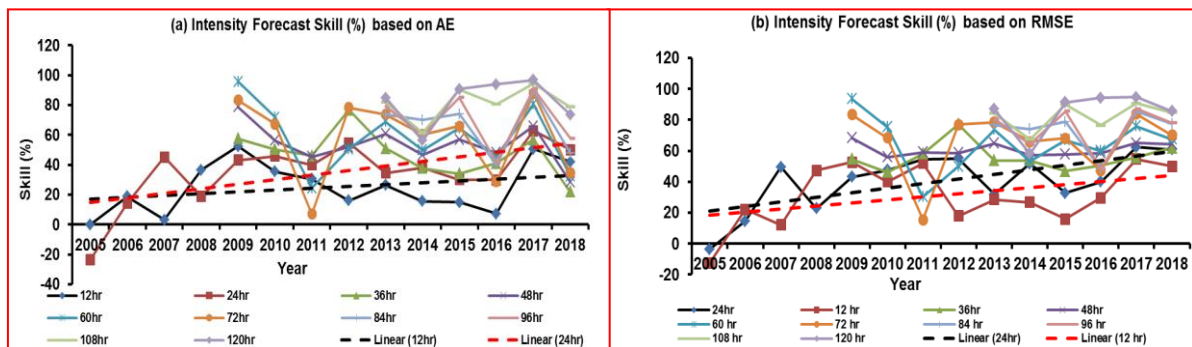 (a) Intensity Forecast Skill (%) based on AE
120
100
80
60
40
20
0
-20
-40
Skill (%)
2005 2006 2007 2008 2009 2010 2011 2012 2013 2014 2015 2016 2017 2018
Year
12hr 24hr 36hr 48hr
60hr 72hr 84hr 96hr
108hr 120hr Linear (12hr) Linear (24hr)
(b) Intensity Forecast Skill (%) based on RMSE
120
100
80
60
40
20
0
-20
Skill (%)
2005 2006 2007 2008 2009 2010 2011 2012 2013 2014 2015 2016 2017 2018
Year
24hr 12 hr 36hr 48hr
60 hr 72 hr 84 hr 96 hr
108 hr 120 hr Linear (24hr) Linear (12 hr)